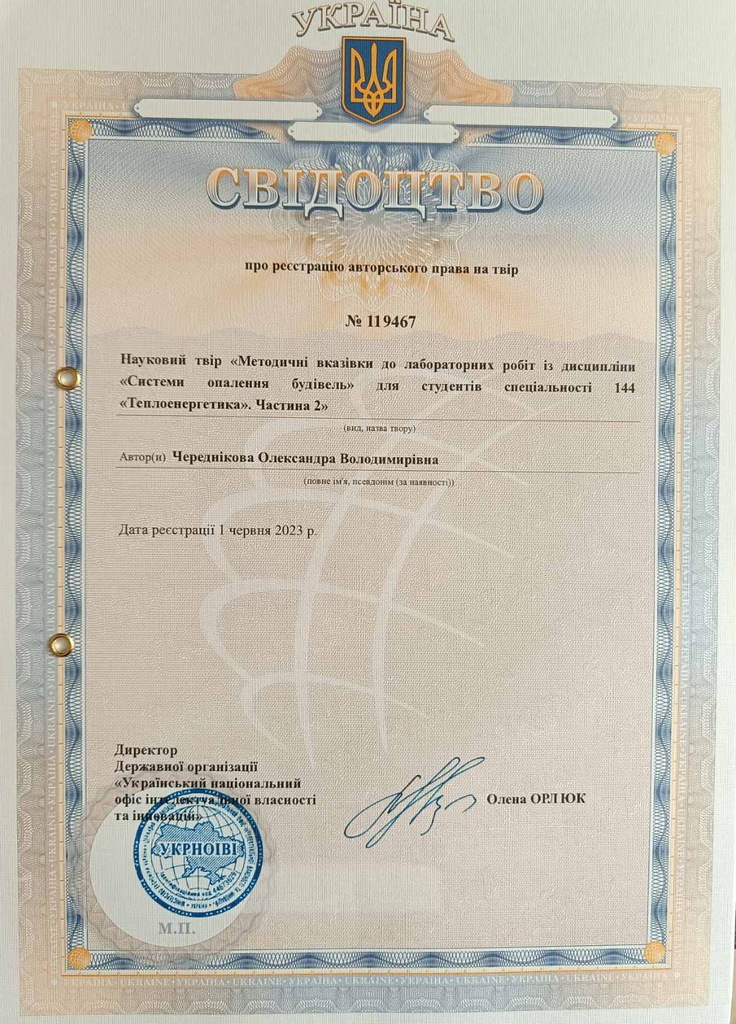 УКРАЇНА
СВІДОЦТВО
про реєстрацію авторського права на твір
№ 119467
Науковий твір «Методичні вказівки до лабораторних робіт із дисципліни
«Системи опалення будівель» для студентів спеціальності 144
«Теплоенергетика». Частина 2»
(вид, назва твору)
Автор(и) Череднікова Олександра Володимирівна
(повне ім'я, псевдонім (за наявності))
Дата реєстрації 1 червня 2023 р.
Директор
Державної організації
«Український національний
офіс інтелектуальної власності
та інновацій»
Олена ОРЛЮК
УКРНОІВІ
М.П.